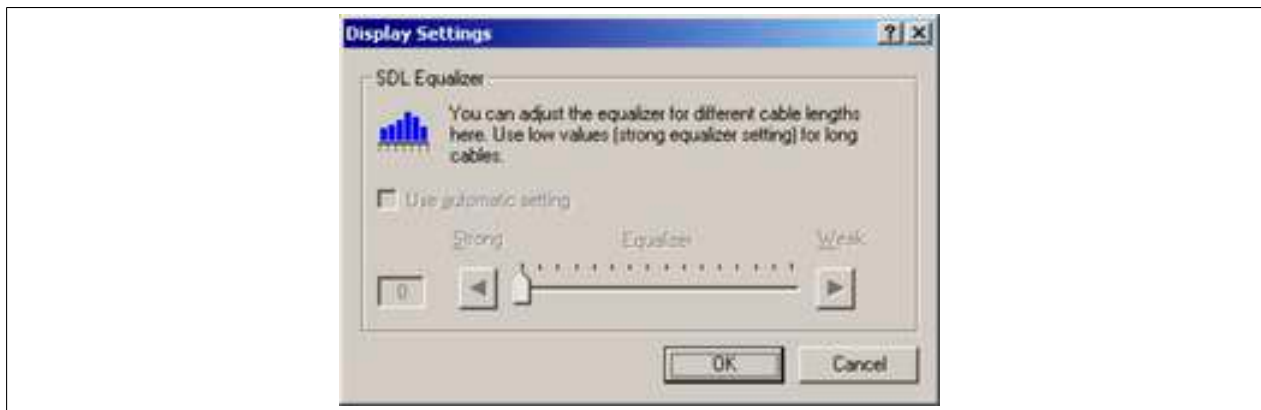 Display Settings
SDL Equalizer
You can adjust the equalizer for different cable lengths
here. Use low values (strong equalizer setting) for long
cables.
Use automatic setting
Strong Equalizer Weak
0
OK Cancel